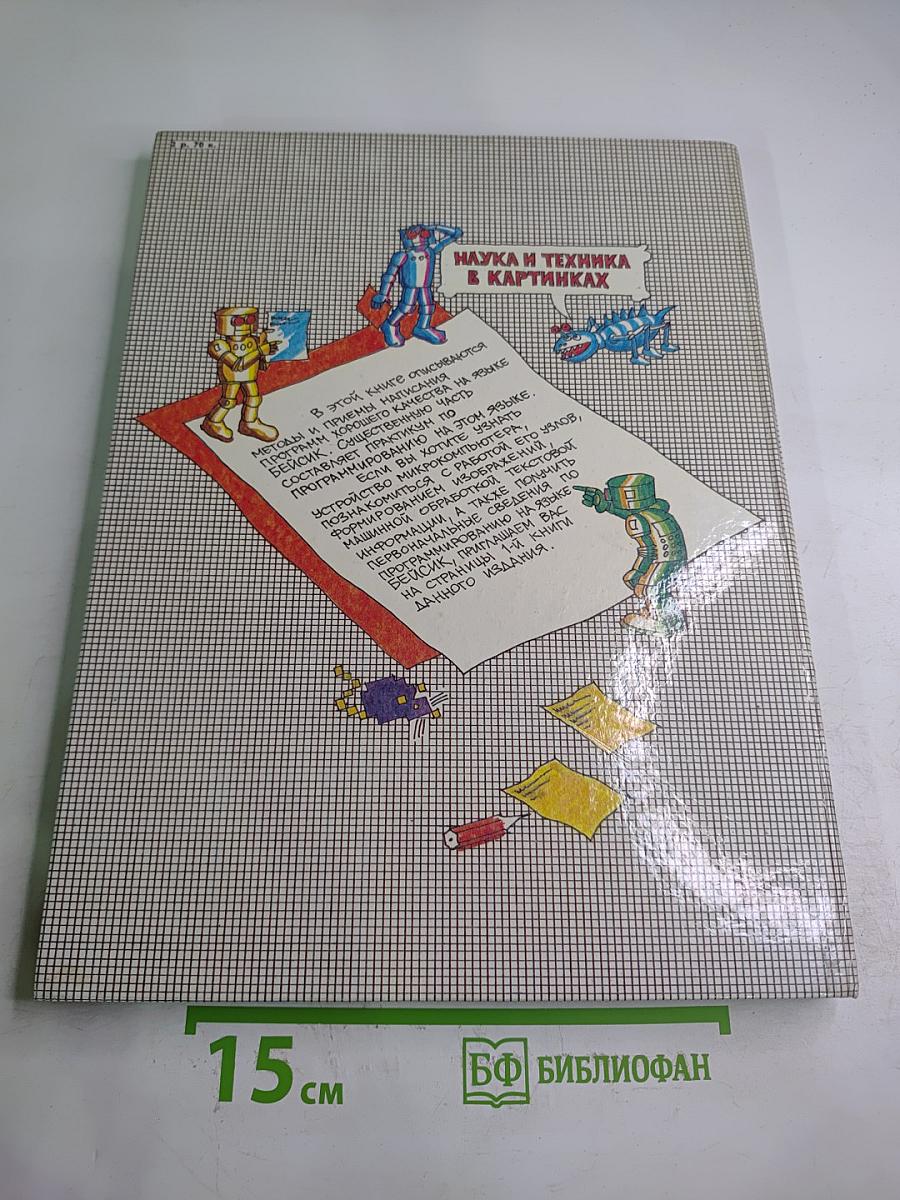 2 р. 70 к.
НАУКА И ТЕХНИКА
В КАРТИНКАХ
В ЭТОЙ КНИГЕ ОПИСЫВАЮТСЯ
МЕТОДЫ И ПРИЕМЫ НАПИСАНИЯ
ПРОГРАММ ХОРОШЕГО КАЧЕСТВА НА ЯЗЫКЕ
БЕЙСИК. СУЩЕСТВЕННУЮ ЧАСТЬ
СОСТАВЛЯЕТ ПРАКТИКУМ ПО
ПРОГРАММИРОВАНИЮ НА ЭТОМ ЯЗЫКЕ.
ЕСЛИ ВЫ ХОТИТЕ УЗНАТЬ
УСТРОЙСТВО МИКРОКОМПЬЮТЕРА,
ПОЗНАКОМИТЬСЯ С РАБОТОЙ ЕГО УЗЛОВ,
ФОРМИРОВАНИЕМ ИЗОБРАЖЕНИЙ,
МАШИННОЙ ОБРАБОТКОЙ ТЕКСТОВОЙ
ИНФОРМАЦИИ, А ТАКЖЕ ПОЛУЧИТЬ
ПЕРВОНАЧАЛЬНЫЕ СВЕДЕНИЯ ПО
ПРОГРАММИРОВАНИЮ НА ЯЗЫКЕ
БЕЙСИК, ПРИГЛАШАЕМ ВАС
НА СТРАНИЦЫ 1-Й КНИГИ
ДАННОГО ИЗДАНИЯ.
15 СМ
БФ БИБЛИОФАН